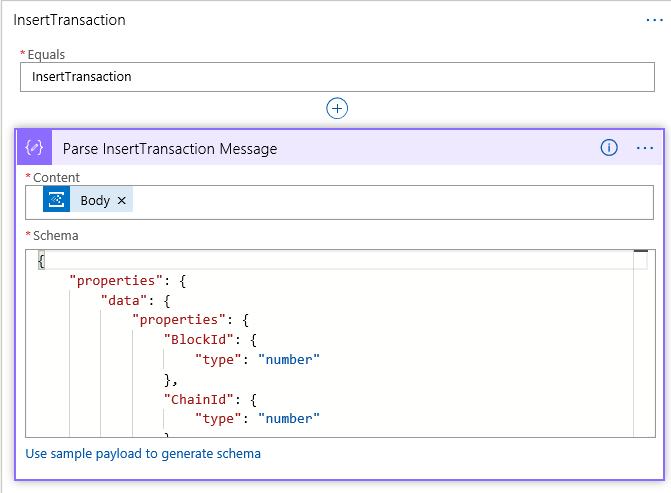 InsertTransaction
* Equals
InsertTransaction
Parse InsertTransaction Message
* Content
Body ×
* Schema
{
    "properties": {
        "data": {
            "properties": {
                "BlockId": {
                    "type": "number"
                },
                "ChainId": {
                    "type": "number"
                }
Use sample payload to generate schema